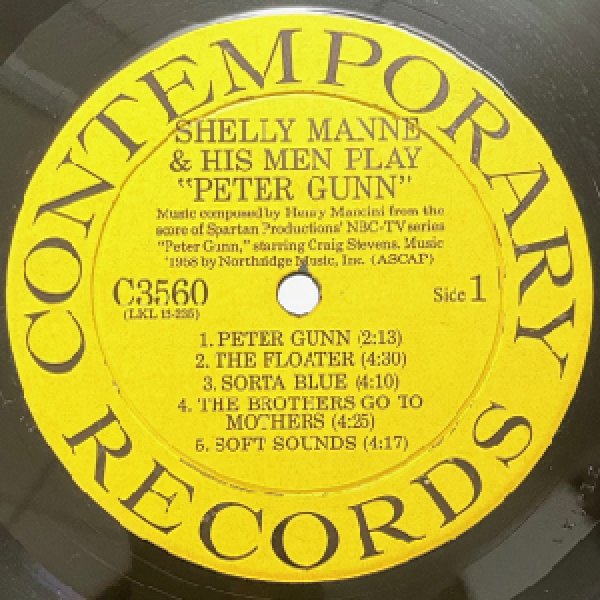 CONTEMPORARY
RECORDS
SHELLY MANNE
& HIS MEN PLAY
"PETER GUNN"
Music composed by Henry Mancini from the
score of Spartan Productions' NBC-TV series
"Peter Gunn," starring Craig Stevens. Music
'1958 by Northridge Music, Inc. (ASCAP)
C3560
(LKL 12-235)
Side 1
1. PETER GUNN (2:13)
2. THE FLOATER (4:30)
3. SORTA BLUE (4:10)
4. THE BROTHERS GO TO
MOTHERS (4:25)
5. SOFT SOUNDS (4:17)